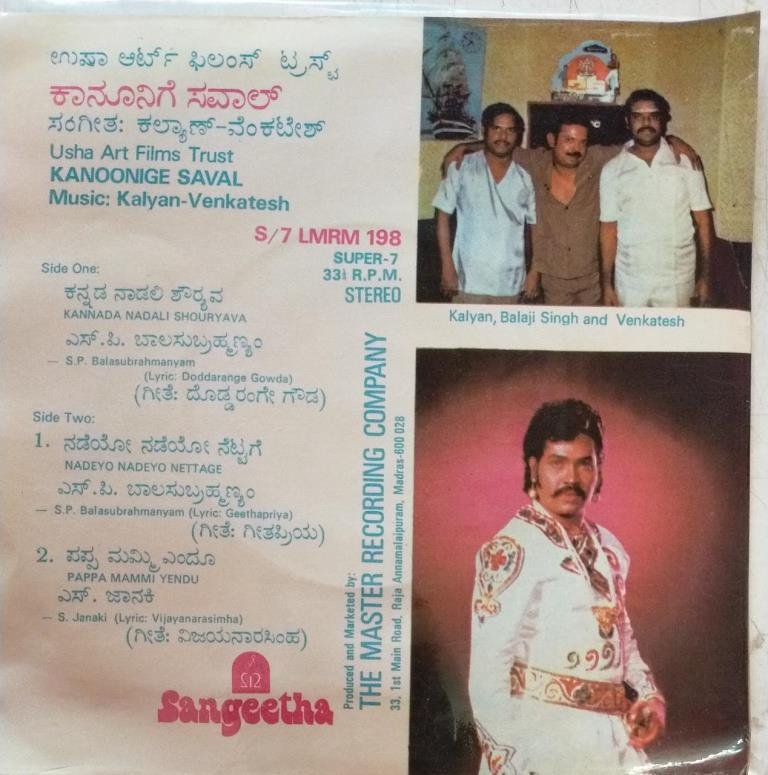 ಉಷಾ ಆರ್ಟ್ ಫಿಲಂಸ್ ಟ್ರಸ್ಟ್
ಕಾನೂನಿಗೆ ಸವಾಲ್
ಸಂಗೀತ: ಕಲ್ಯಾಣ್-ವೆಂಕಟೇಶ್
Usha Art Films Trust
KANOONIGE SAVAL
Music: Kalyan-Venkatesh
S/7 LMRM 198
SUPER-7
33⅓ R.P.M.
STEREO
Side One:
ಕನ್ನಡ ನಾಡಲಿ ಶೌರ್‍ಯವ
KANNADA NADALI SHOURYAVA
ಎಸ್.ಪಿ. ಬಾಲಸುಬ್ರಹ್ಮಣ್ಯಂ
— S.P. Balasubrahmanyam
(Lyric: Doddarange Gowda)
(ಗೀತೆ: ದೊಡ್ಡರಂಗೇ ಗೌಡ)
Side Two:
1. ನಡೆಯೋ ನಡೆಯೋ ನೆಟ್ಟಗೆ
NADEYO NADEYO NETTAGE
ಎಸ್.ಪಿ. ಬಾಲಸುಬ್ರಹ್ಮಣ್ಯಂ
— S.P. Balasubrahmanyam (Lyric: Geethapriya)
(ಗೀತೆ: ಗೀತಪ್ರಿಯ)
2. ಪಪ್ಪ ಮಮ್ಮಿ ಎಂದೂ
PAPPA MAMMI YENDU
ಎಸ್. ಜಾನಕಿ
— S. Janaki (Lyric: Vijayanarasimha)
(ಗೀತೆ: ವಿಜಯನಾರಸಿಂಹ)
Sangeetha
Produced and Marketed by:
THE MASTER RECORDING COMPANY
33, 1st Main Road, Raja Annamalaipuram, Madras-600 028
Kalyan, Balaji Singh and Venkatesh